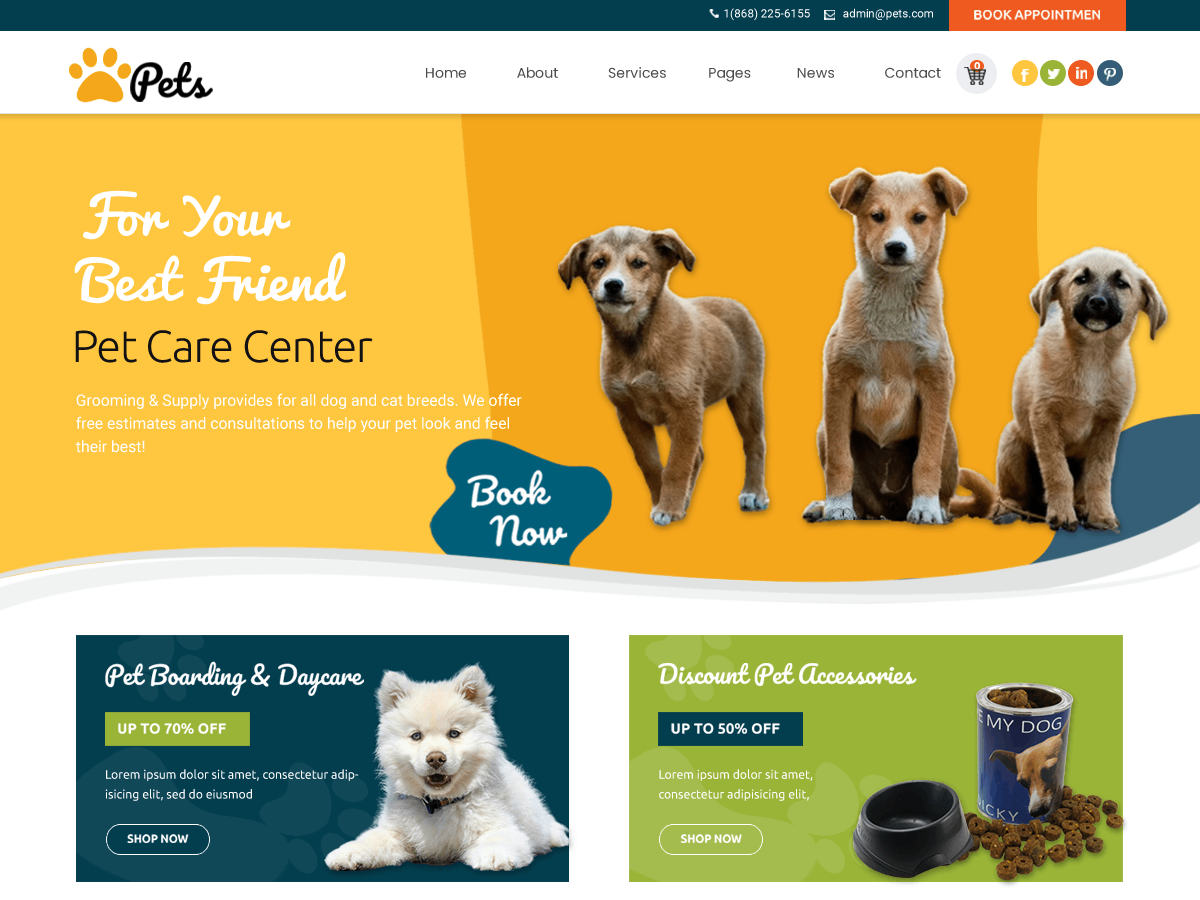 1(868) 225-6155 admin@pets.com BOOK APPOINTMEN
Pets
Home About Services Pages News Contact
0
For Your
Best Friend
Pet Care Center
Grooming & Supply provides for all dog and cat breeds. We offer
free estimates and consultations to help your pet look and feel
their best!
Book
Now
Pet Boarding & Daycare
UP TO 70% OFF
Lorem ipsum dolor sit amet, consectetur adip-
isicing elit, sed do eiusmod
SHOP NOW
Discount Pet Accessories
UP TO 50% OFF
Lorem ipsum dolor sit amet,
consectetur adipisicing elit,
SHOP NOW
MY DOG